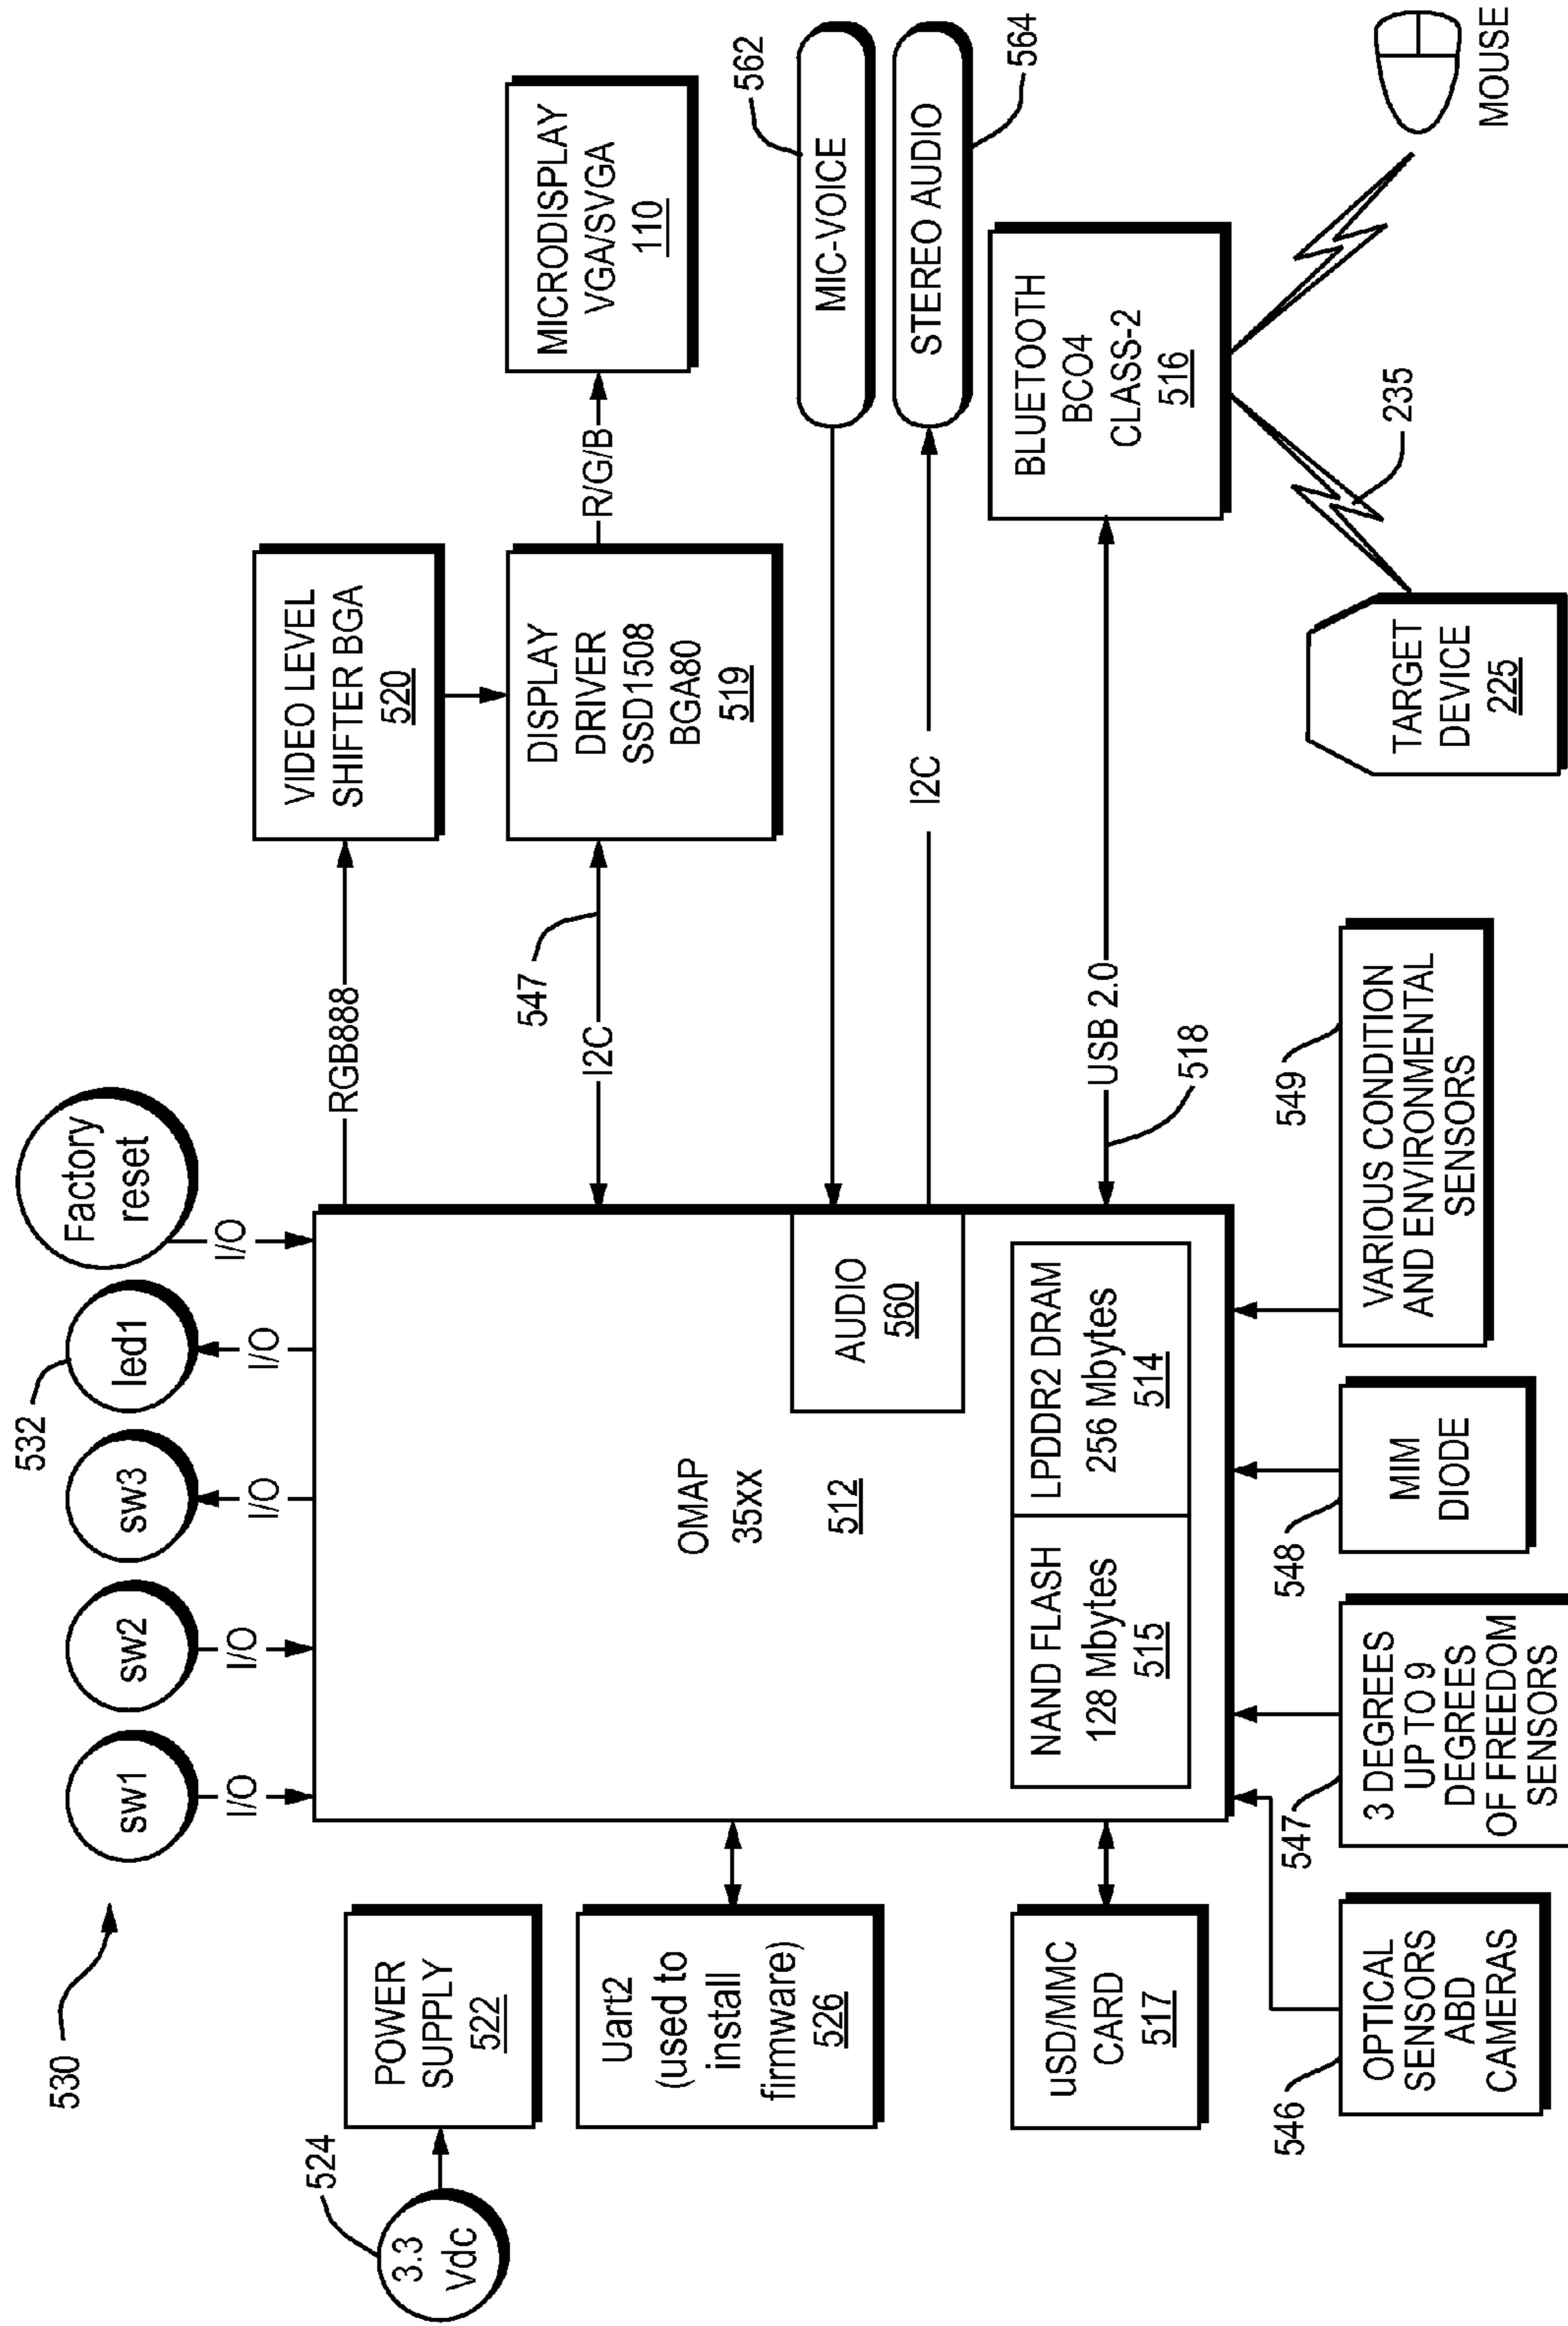 530
sw1
sw2
sw3
532
led1
Factory
reset
I/O
I/O
I/O
I/O
I/O
524
3.3
Vdc
POWER
SUPPLY
522
Uart2
(used to
install
firmware)
526
uSD/MMC
CARD
517
OMAP
35xx
512
AUDIO
560
NAND FLASH
128 Mbytes
515
LPDDR2 DRAM
256 Mbytes
514
RGB888
VIDEO LEVEL
SHIFTER BGA
520
I2C
547
DISPLAY
DRIVER
SSD1508
BGA80
519
R/G/B
MICRODISPLAY
VGA/SVGA
110
562
MIC-VOICE
I2C
STEREO AUDIO
564
USB 2.0
518
BLUETOOTH
BCO4
CLASS-2
516
235
TARGET
DEVICE
225
MOUSE
546
OPTICAL
SENSORS
ABD
CAMERAS
547
3 DEGREES
UP TO 9
DEGREES
OF FREEDOM
SENSORS
548
MIM
DIODE
549
VARIOUS CONDITION
AND ENVIRONMENTAL
SENSORS